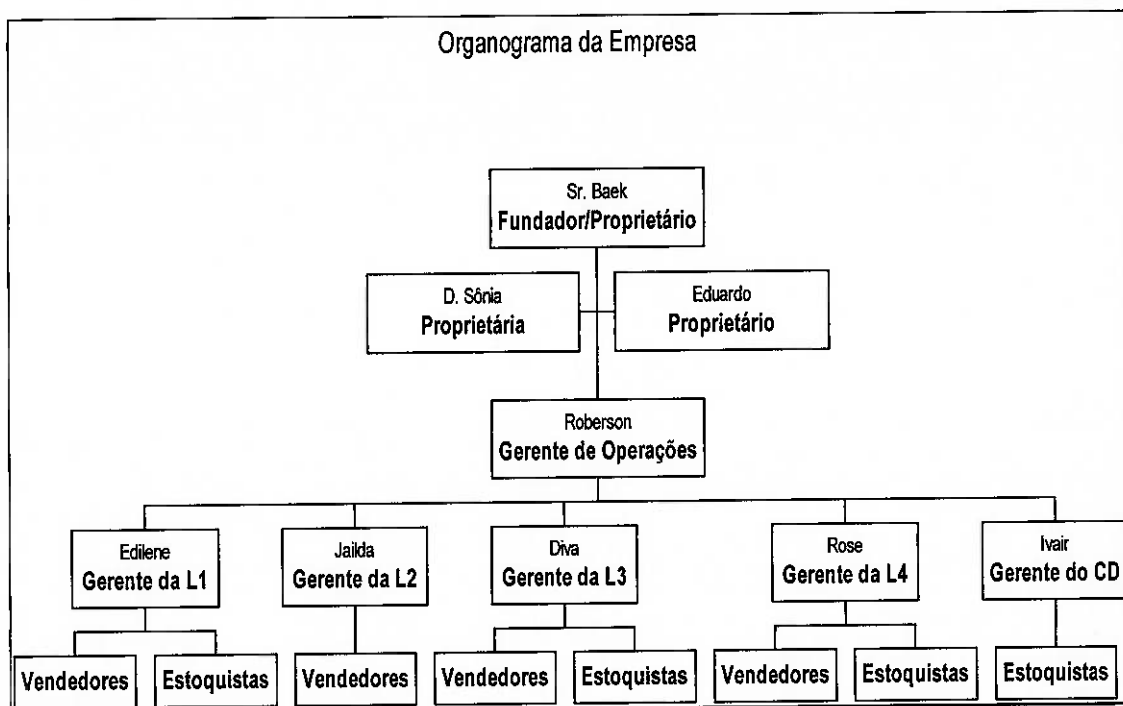 Organograma da Empresa
Sr. Baek
Fundador/Proprietário
D. Sônia
Proprietária
Eduardo
Proprietário
Roberson
Gerente de Operações
Edilene
Gerente da L1
Jailda
Gerente da L2
Diva
Gerente da L3
Rose
Gerente da L4
Ivair
Gerente do CD
Vendedores
Estoquistas
Vendedores
Vendedores
Estoquistas
Vendedores
Estoquistas
Estoquistas